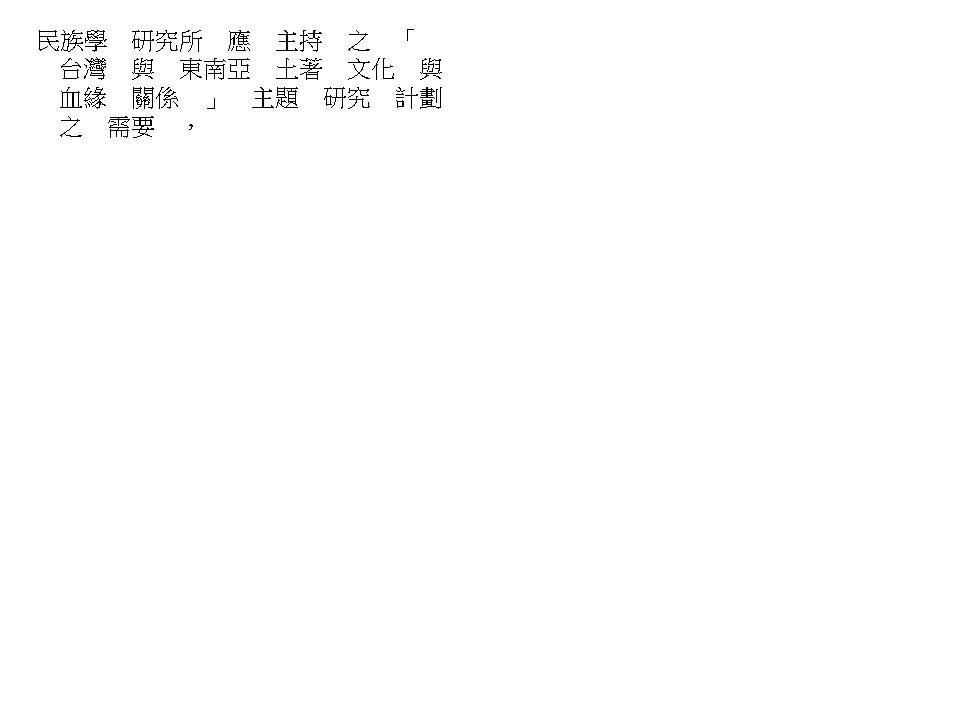 民族學　研究所　應　主持　之　「
台灣　與　東南亞　土著　文化　與
血緣　關係　」　主題　研究　計劃
之　需要　，